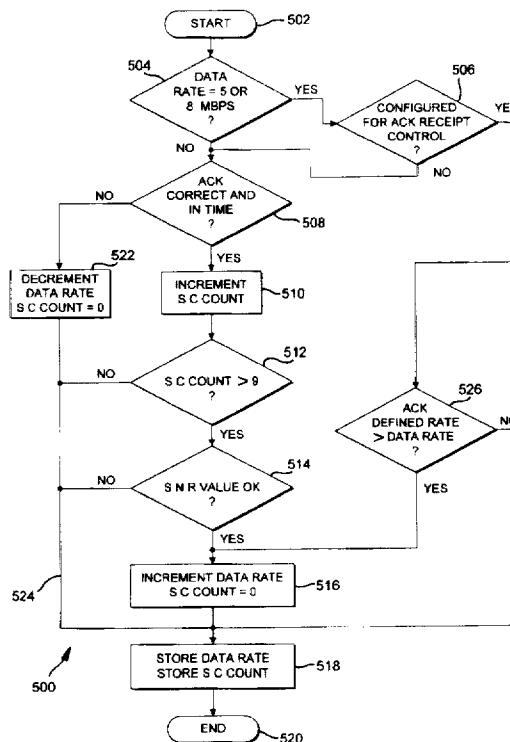 START
502
504
DATA
RATE = 5 OR
8 MBPS
?
YES
506
CONFIGURED
FOR ACK RECEIPT
CONTROL
?
NO
NO
ACK
CORRECT AND
IN TIME
?
508
NO
YES
522
DECREMENT
DATA RATE
S C COUNT = 0
INCREMENT
S C COUNT
510
512
S C COUNT > 9
?
NO
YES
526
ACK
DEFINED RATE
> DATA RATE
?
YES
514
S N R VALUE OK
?
NO
YES
524
INCREMENT DATA RATE
S C COUNT = 0
516
500
STORE DATA RATE
STORE S C COUNT
518
END
520